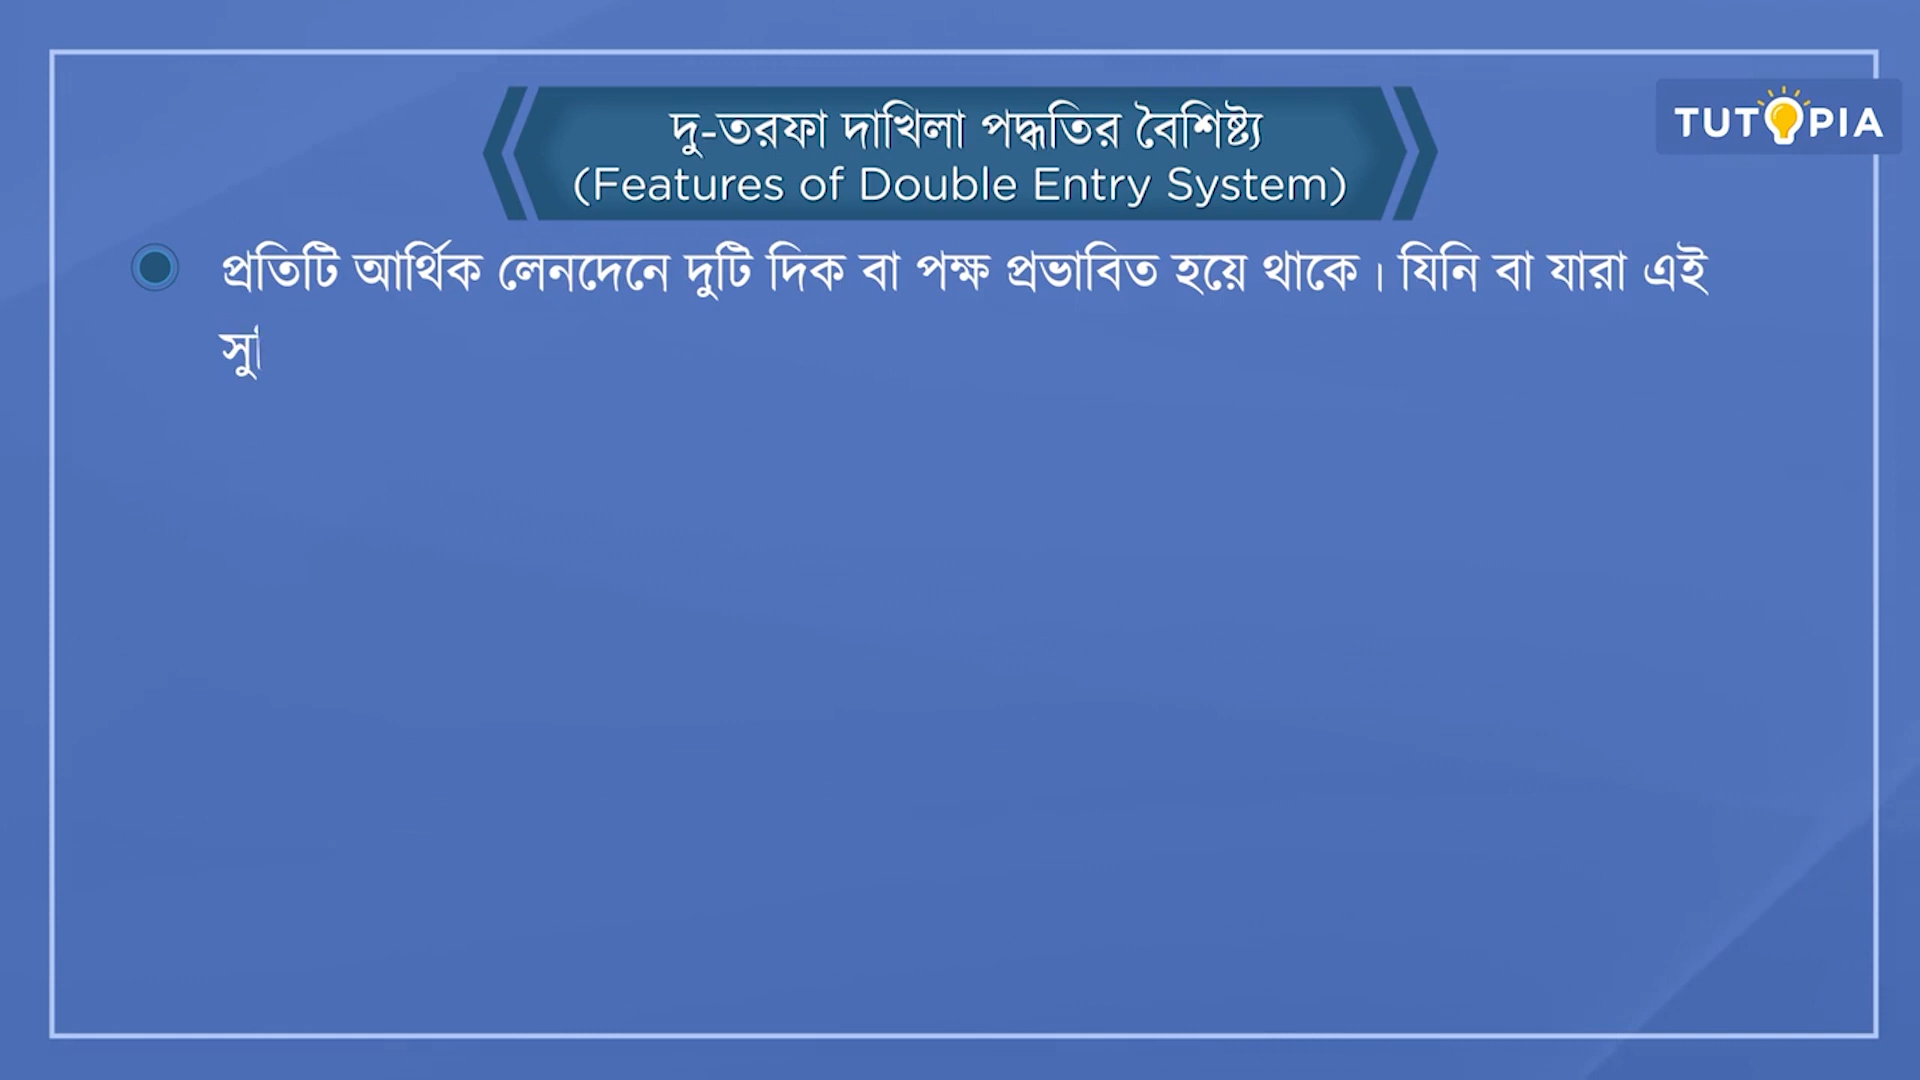 দু-তরফা দাখিলা পদ্ধতির বৈশিষ্ট্য
(Features of Double Entry System)
TUTOPIA
প্রতিটি আর্থিক লেনদেনে দুটি দিক বা পক্ষ প্রভাবিত হয়ে থাকে। যিনি বা যারা এই